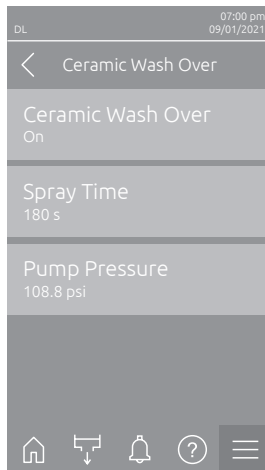 07:00 pm
DL 09/01/2021
Ceramic Wash Over
Ceramic Wash Over
On
Spray Time
180 s
Pump Pressure
108.8 psi
?